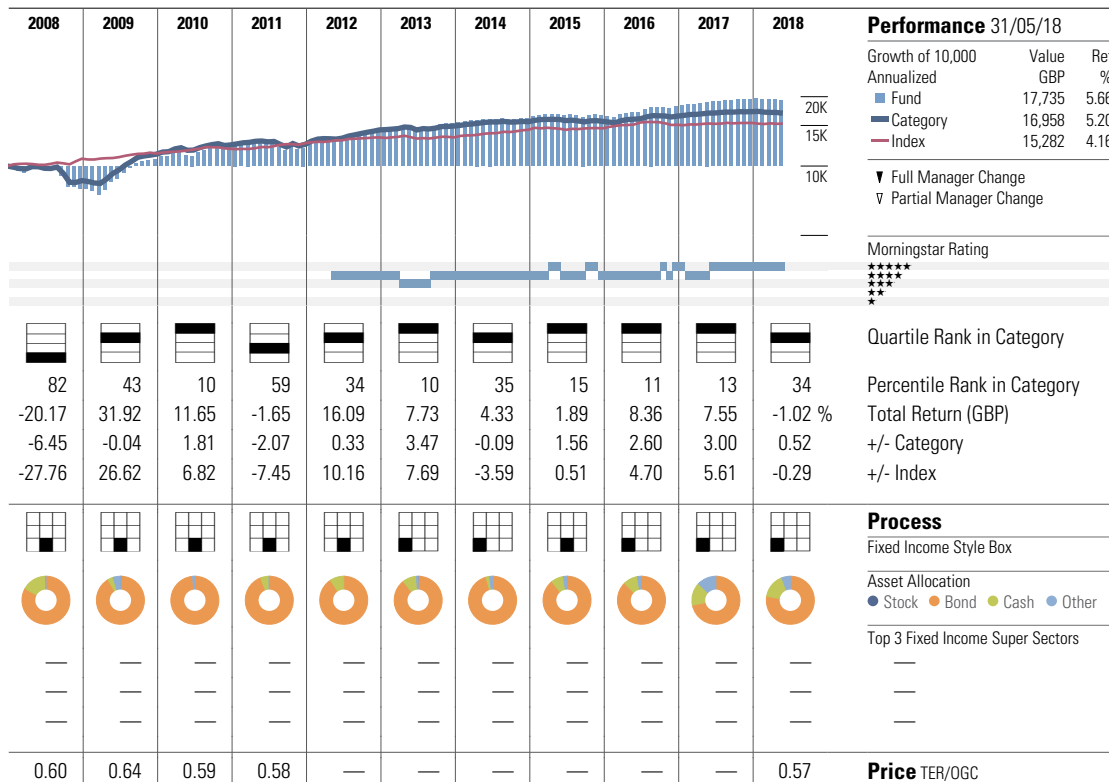 2008 2009 2010 2011 2012 2013 2014 2015 2016 2017 2018
Performance 31/05/18
Growth of 10,000 Value Ret
Annualized GBP %
Fund 17,735 5.66
Category 16,958 5.20
Index 15,282 4.16
20K
15K
10K
▼ Full Manager Change
▽ Partial Manager Change
Morningstar Rating
★★★★★
★★★★
★★★
★★
★
Quartile Rank in Category
82 43 10 59 34 10 35 15 11 13 34 Percentile Rank in Category
-20.17 31.92 11.65 -1.65 16.09 7.73 4.33 1.89 8.36 7.55 -1.02 % Total Return (GBP)
-6.45 -0.04 1.81 -2.07 0.33 3.47 -0.09 1.56 2.60 3.00 0.52 +/- Category
-27.76 26.62 6.82 -7.45 10.16 7.69 -3.59 0.51 4.70 5.61 -0.29 +/- Index
Process
Fixed Income Style Box
Asset Allocation
Stock Bond Cash Other
Top 3 Fixed Income Super Sectors
— — — — — — — — — — — —
— — — — — — — — — — — —
— — — — — — — — — — — —
0.60 0.64 0.59 0.58 — — — — — — 0.57 Price TER/OGC